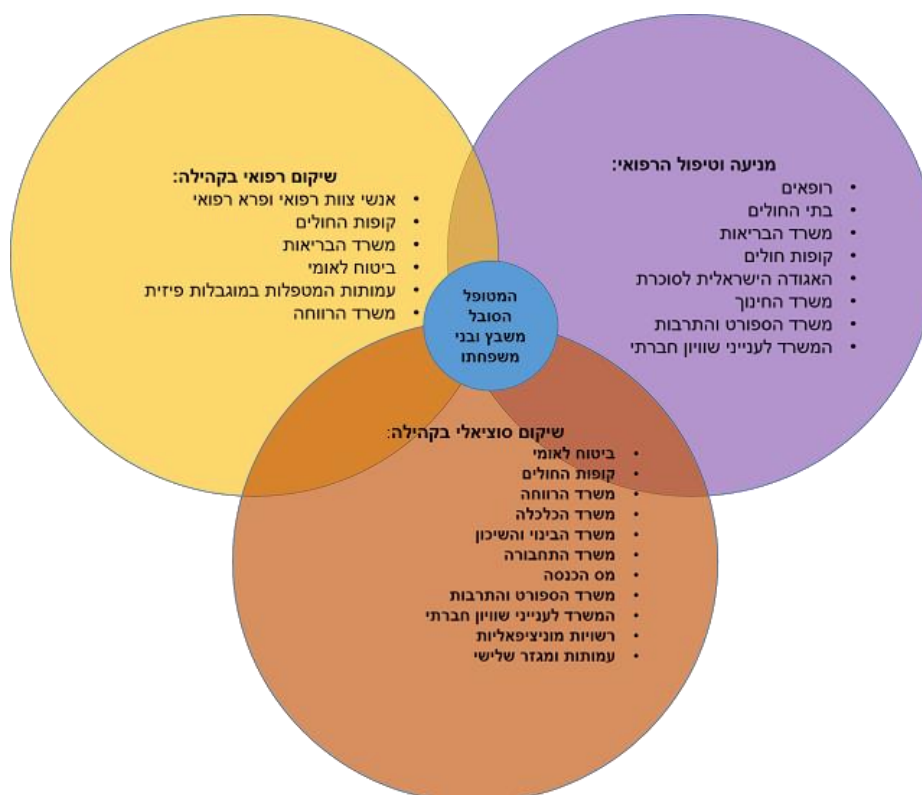 מניעה וטיפול הרפואי:
• רופאים
• בתי החולים
• משרד הבריאות
• קופות חולים
• האגודה הישראלית לסוכרת
• משרד החינוך
• משרד הספורט והתרבות
• המשרד לענייני שוויון חברתי
שיקום רפואי בקהילה:
• אנשי צוות רפואי ופרא רפואי
• קופות החולים
• משרד הבריאות
• ביטוח לאומי
• עמותות המטפלות במוגבלות פיזית
• משרד הרווחה
המטופל
הסובל
משבץ ובני
משפחתו
שיקום סוציאלי בקהילה:
• ביטוח לאומי
• קופות החולים
• משרד הרווחה
• משרד הכלכלה
• משרד הבינוי והשיכון
• משרד התחבורה
• מס הכנסה
• משרד הספורט והתרבות
• המשרד לענייני שוויון חברתי
• רשויות מוניציפאליות
• עמותות ומגזר שלישי